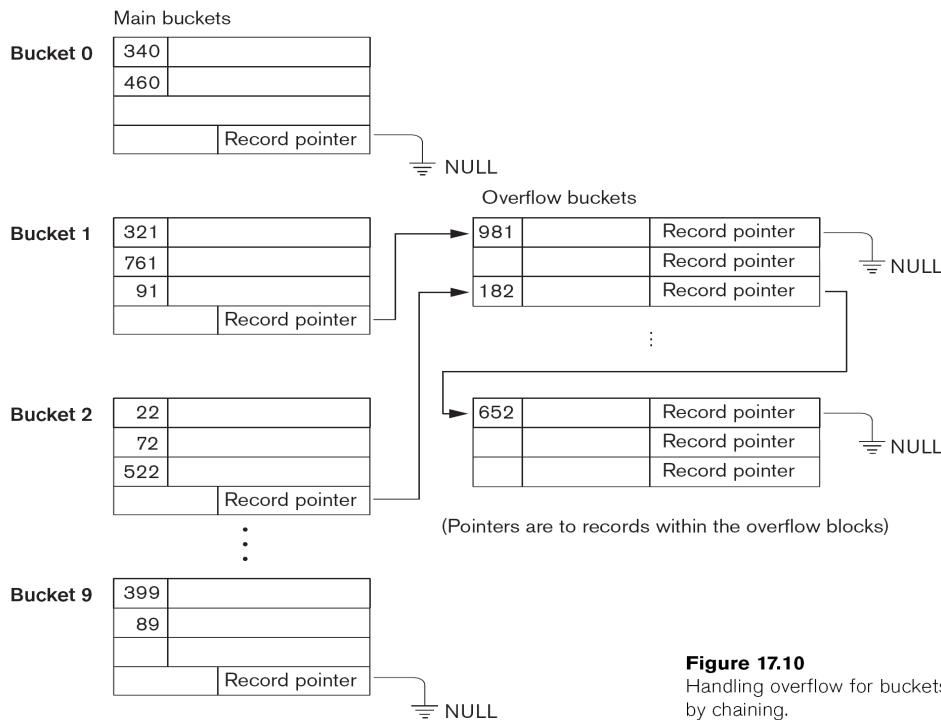 Main buckets
Bucket 0
340
460
Record pointer
NULL
Overflow buckets
Bucket 1
321
761
91
Record pointer
981 Record pointer
Record pointer
182 Record pointer
NULL
Bucket 2
22
72
522
Record pointer
652 Record pointer
Record pointer
Record pointer
NULL
(Pointers are to records within the overflow blocks)
Bucket 9
399
89
Record pointer
NULL
Figure 17.10
Handling overflow for buckets
by chaining.